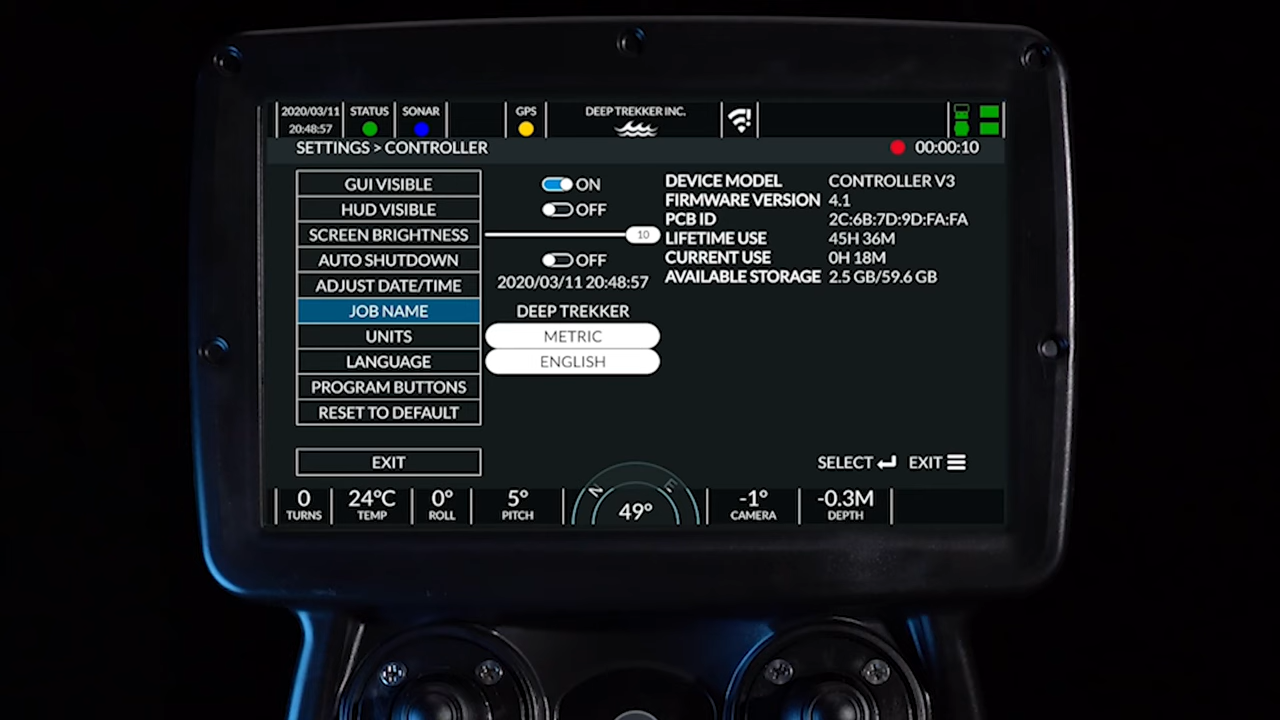 2020/03/11 STATUS SONAR GPS DEEP TREKKER INC.
20:48:57
SETTINGS > CONTROLLER 00:00:10
GUI VISIBLE ON DEVICE MODEL CONTROLLER V3
HUD VISIBLE OFF FIRMWARE VERSION 4.1
PCB ID 2C:6B:7D:9D:FA:FA
SCREEN BRIGHTNESS 10 LIFETIME USE 45H 36M
AUTO SHUTDOWN OFF CURRENT USE 0H 18M
ADJUST DATE/TIME 2020/03/11 20:48:57 AVAILABLE STORAGE 2.5 GB/59.6 GB
JOB NAME DEEP TREKKER
UNITS METRIC
LANGUAGE ENGLISH
PROGRAM BUTTONS
RESET TO DEFAULT
EXIT SELECT EXIT
N E
0 24°C 0° 5° 49° -1° -0.3M
TURNS TEMP ROLL PITCH CAMERA DEPTH